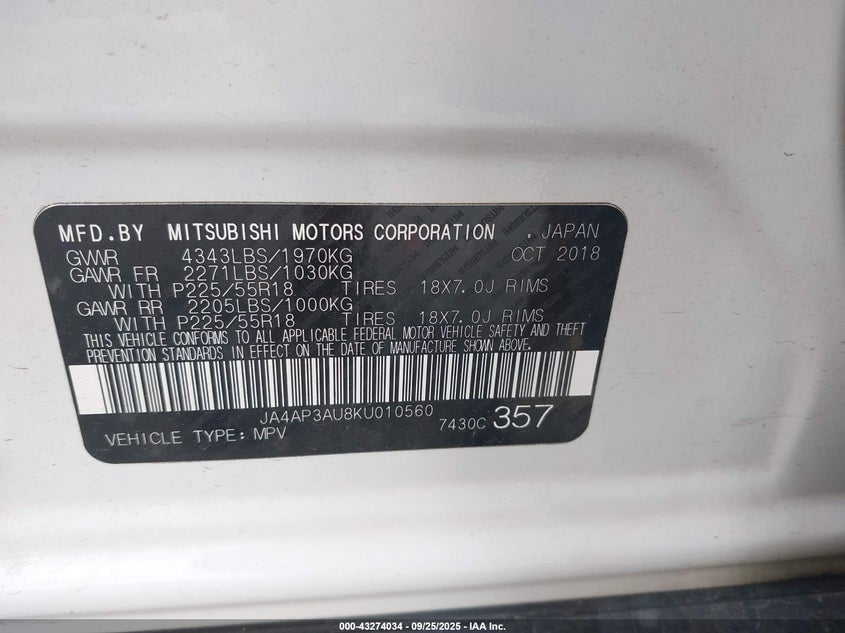 MFD.BY MITSUBISHI MOTORS CORPORATION . JAPAN
GVWR 4343LBS/1970KG OCT 2018
GAWR FR 2271LBS/1030KG
WITH P225/55R18 TIRES 18X7.0J RIMS
GAWR RR 2205LBS/1000KG
WITH P225/55R18 TIRES 18X7.0J RIMS
THIS VEHICLE CONFORMS TO ALL APPLICABLE FEDERAL MOTOR VEHICLE SAFETY AND THEFT
PREVENTION STANDARDS IN EFFECT ON THE DATE OF MANUFACTURE SHOWN ABOVE.
JA4AP3AU8KU010560
VEHICLE TYPE: MPV 7430C 357
000-43274034 - 09/25/2025 - IAA Inc.